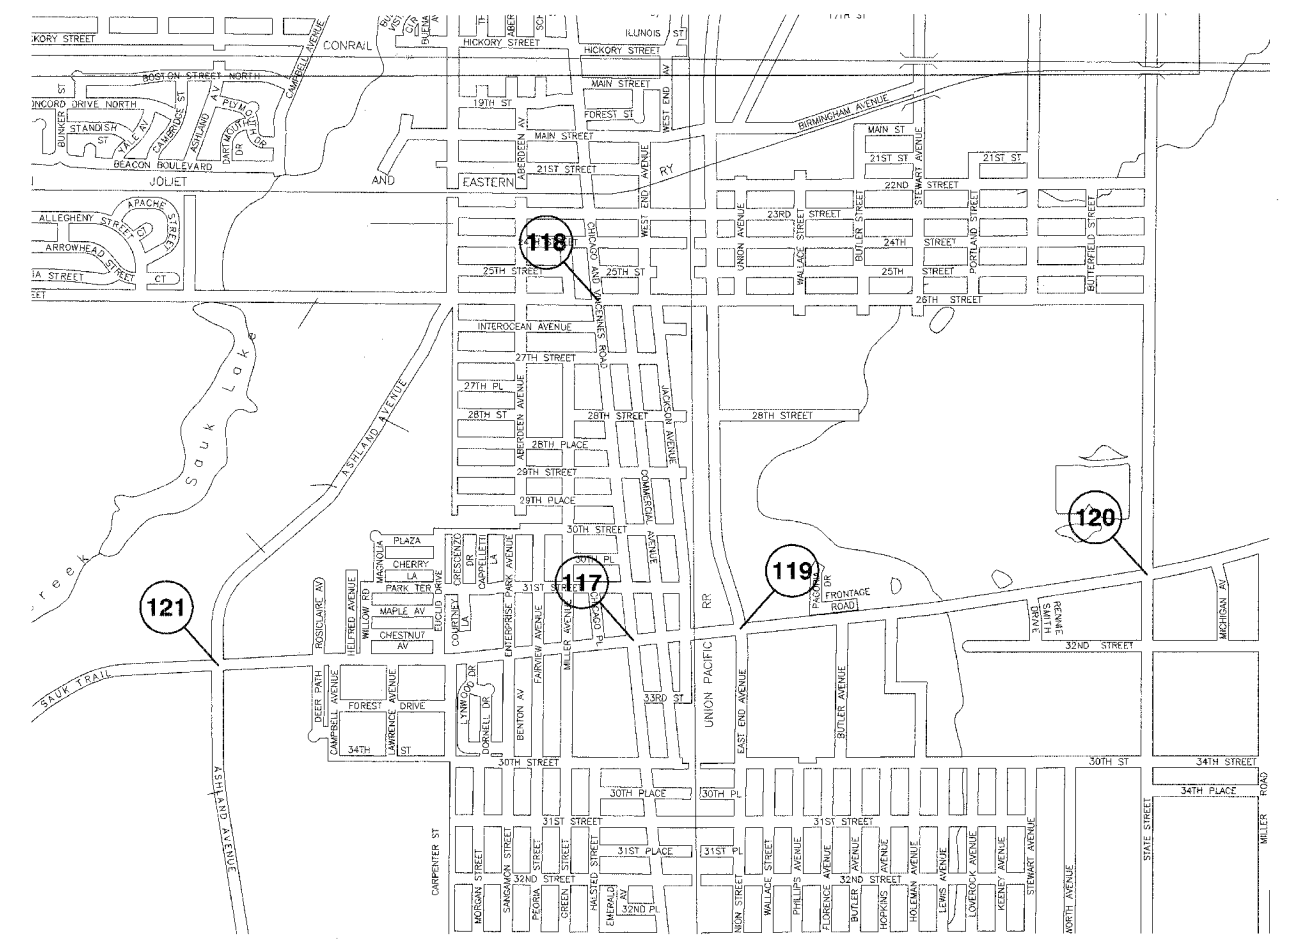 17TH ST
ILLINOIS ST
KORY STREET
CONRAIL
CAMPBELL AVENUE
HICKORY STREET
HICKORY STREET
BOSTON STREET NORTH
MAIN STREET
WEST END AV
ONCORD DRIVE NORTH
19TH ST
FOREST ST
BIRMINGHAM AVENUE
BUNKER
ST
STANDISH
ST
YALE AV
CAMBRIDGE ST
ASHLAND
AV
PLYMOUTH DR
DARTMOUTH
DR
MAIN STREET
ABERDEEN AV
MAIN ST
STEWART AVENUE
BEACON BOULEVARD
21ST STREET
RY
21ST ST
21ST ST
JOLIET
AND
EASTERN
22ND STREET
WEST END AVENUE
APACHE
STREET
CT
ALLEGHENY STREET
23RD STREET
UNION AVENUE
WALLACE STREET
BUTLER STREET
PORTLAND STREET
BUTTERFIELD STREET
118
CHICAGO AND VINCENNES ROAD
24TH STREET
ARROWHEAD STREET
25TH STREET
25TH ST
25TH STREET
IA STREET
CT
EET
26TH STREET
INTEROCEAN AVENUE
Sauk Lake
27TH STREET
27TH PL
ABERDEEN AVENUE
JACKSON AVENUE
ASHLAND AVENUE
28TH ST
28TH STREET
28TH STREET
28TH PLACE
29TH STREET
COMMERCIAL AVENUE
29TH PLACE
120
30TH STREET
PLAZA
MAGNOLIA
CHERRY
LA
CRESCENZO
DR
CAPPELLETTI
LA
ENTERPRISE PARK AVENUE
30TH PL
117
119
reek
121
ROSICLAIRE AV
HELFRED AVENUE
WILLOW RD
PARK TER
EUCLID DRIVE
31ST STREET
FRONTAGE
ROAD
DR
MAPLE AV
COURTNEY
LA
CHICAGO PL
RR
RENNIE
SMITH
DRIVE
MICHIGAN AV
CHESTNUT
AV
FAIRVIEW AVENUE
MILLER AVENUE
UNION PACIFIC
32ND STREET
SAUK TRAIL
DEER PATH
CAMPBELL AVENUE
LAWRENCE AVENUE
FOREST DRIVE
LYNWOOD DR
DORNELL DR
BENTON AV
33RD ST
EAST END AVENUE
BUTLER AVENUE
34TH ST
30TH STREET
30TH ST
34TH STREET
ASHLAND AVENUE
30TH PLACE
30TH PL
34TH PLACE
ROAD
MILLER
31ST STREET
31ST STREET
STATE STREET
CARPENTER ST
31ST PLACE
31ST PL
32ND STREET
32ND STREET
MORGAN STREET
SANGAMON STREET
PEORIA STREET
GREEN STREET
HALSTED STREET
EMERALD
AV
32ND PL
NION STREET
WALLACE STREET
PHILLIPS AVENUE
FLORENCE AVENUE
BUTLER AVENUE
HOPKINS AVENUE
HOLEMAN AVENUE
LEWIS AVENUE
LOVEROCK AVENUE
KEENEY AVENUE
STEWART AVENUE
WORTH AVENUE